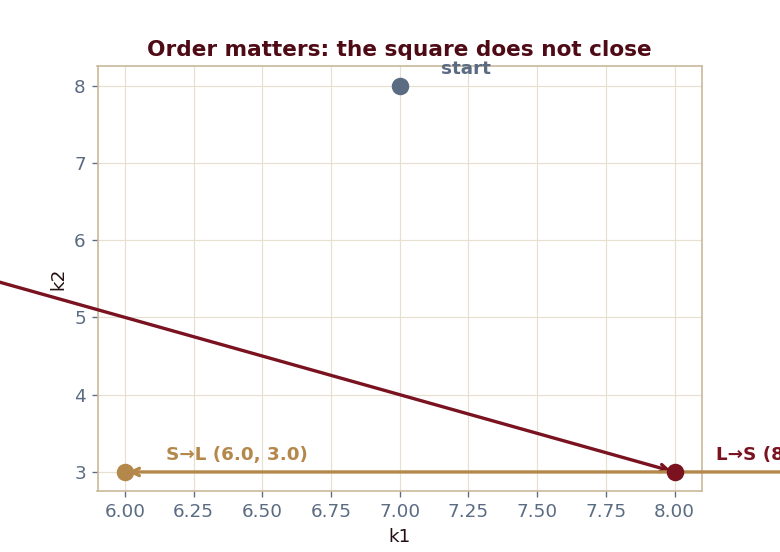 Order matters: the square does not close
start
8
7
6
5
4
3
k2
S→L (6.0, 3.0)
L→S (8
6.00 6.25 6.50 6.75 7.00 7.25 7.50 7.75 8.00
k1